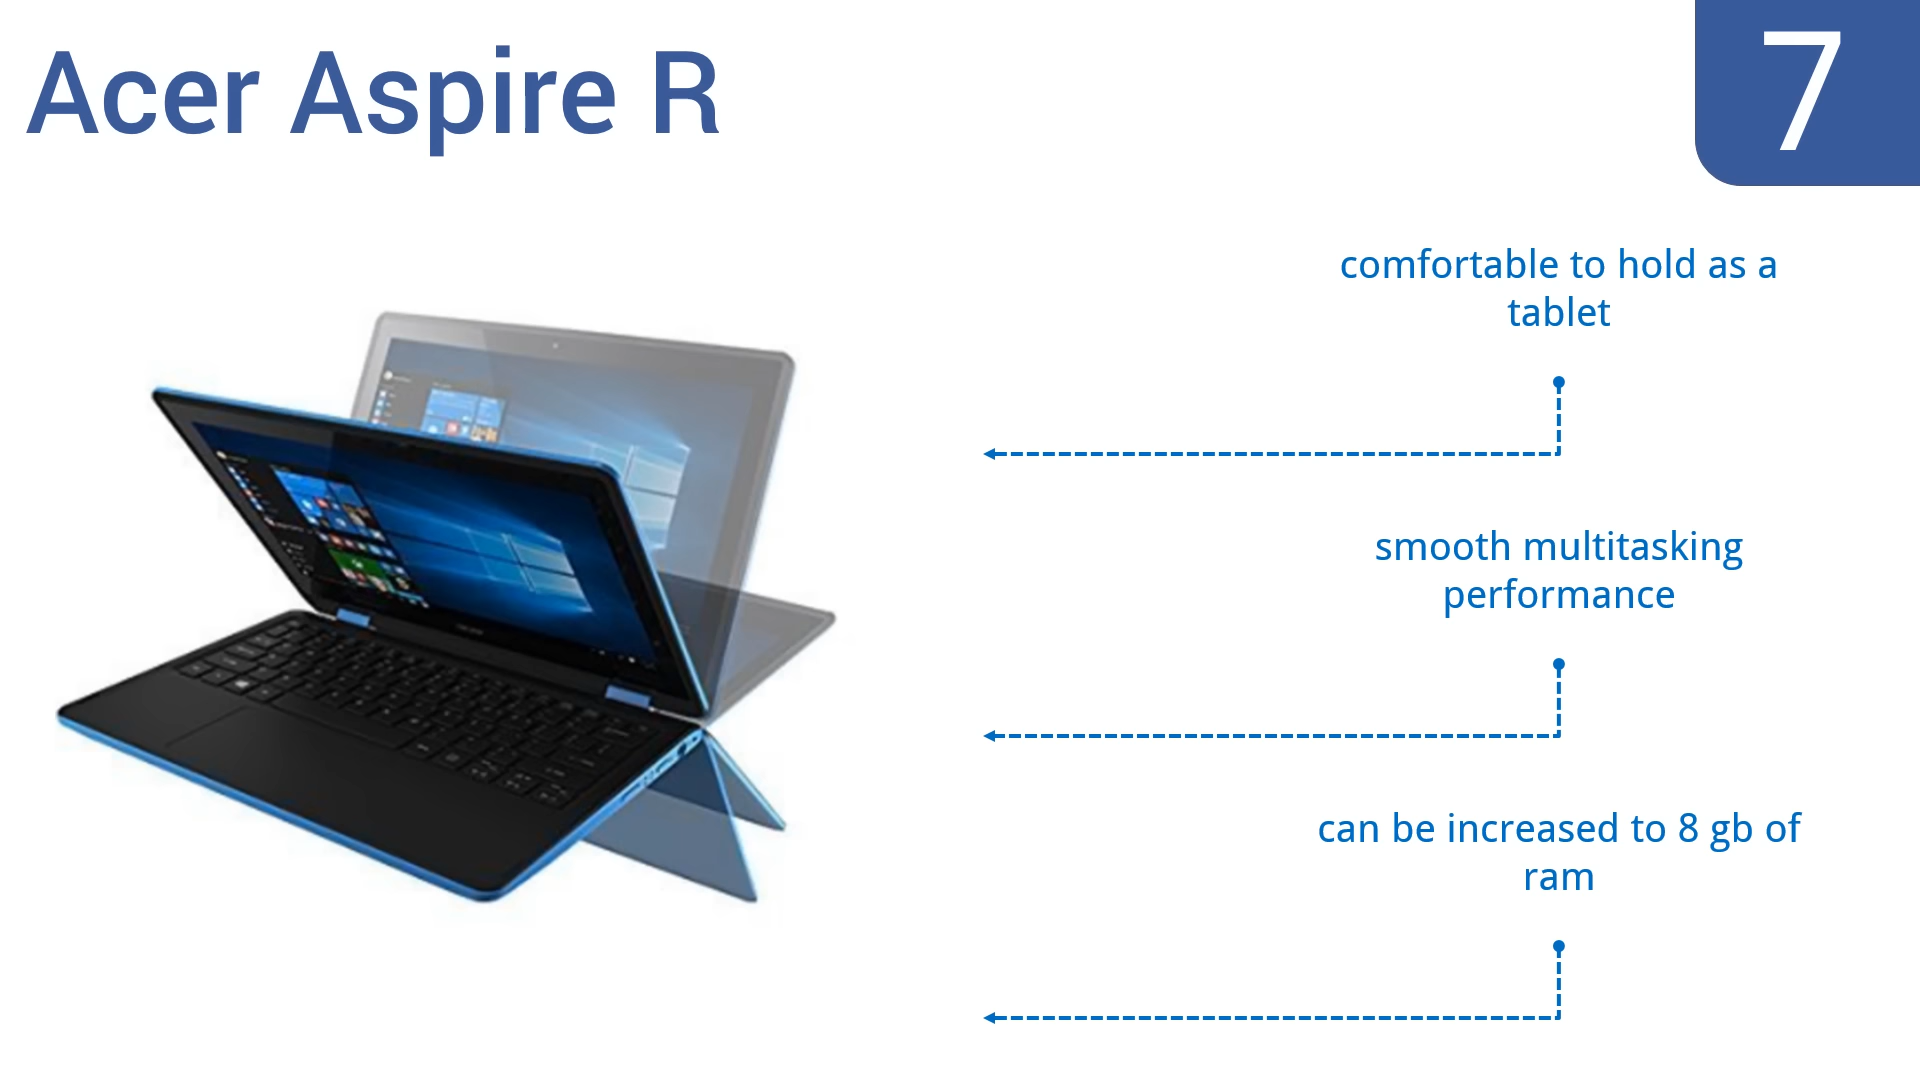 Acer Aspire R
7
comfortable to hold as a
tablet
smooth multitasking
performance
can be increased to 8 gb of
ram